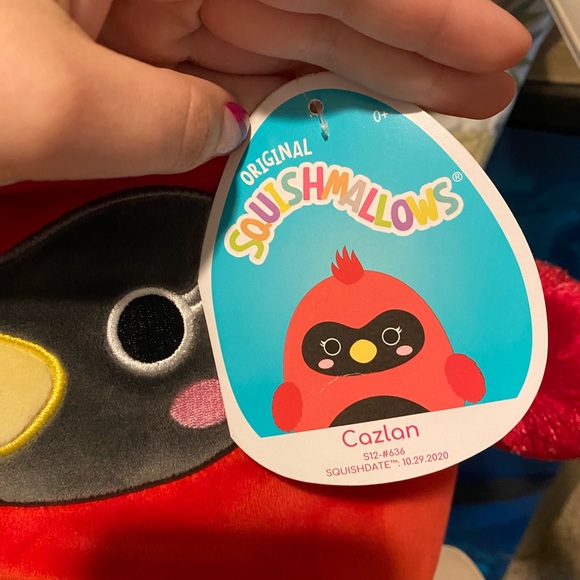 0+
ORIGINAL
SQUISHMALLOWS®
Cazlan
S12-#636
SQUISHDATE™: 10.29.2020